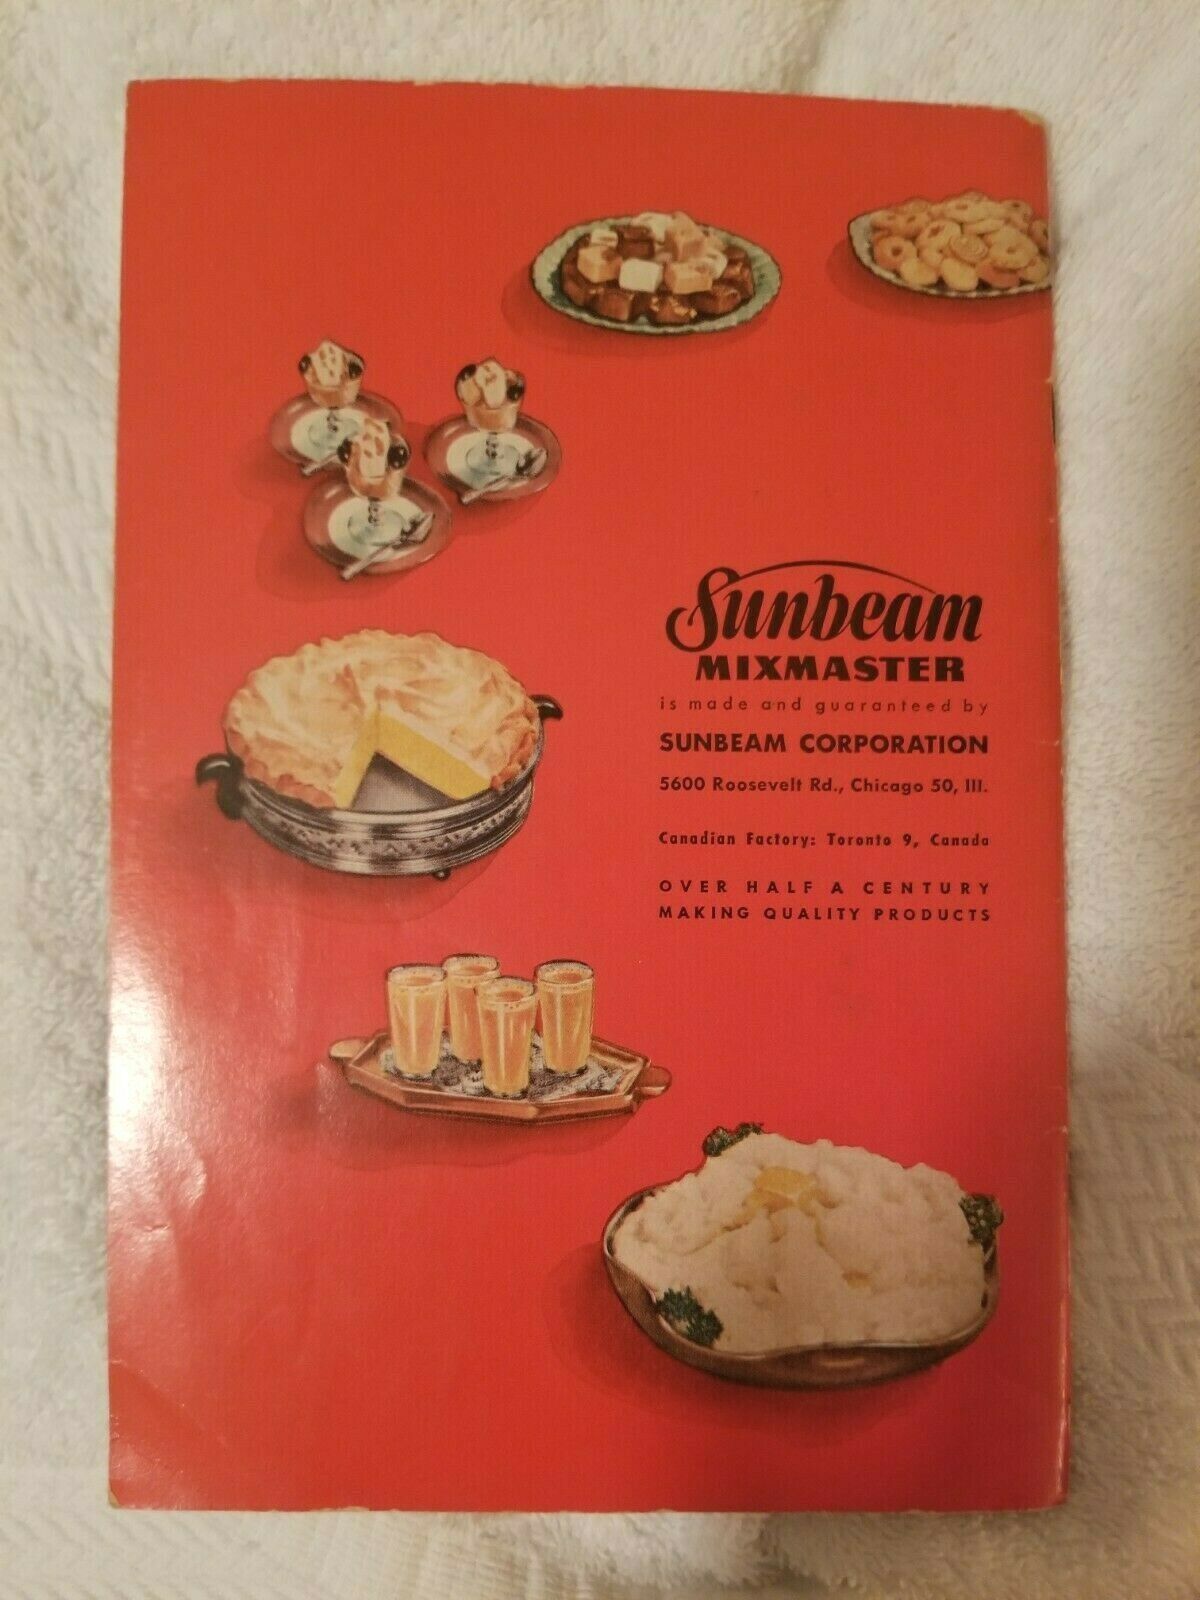 Sunbeam
MIXMASTER
is made and guaranteed by
SUNBEAM CORPORATION
5600 Roosevelt Rd., Chicago 50, Ill.
Canadian Factory: Toronto 9, Canada
OVER HALF A CENTURY
MAKING QUALITY PRODUCTS